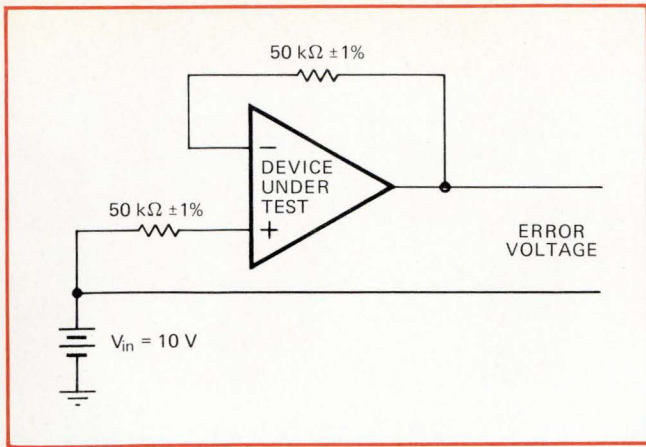 50 kΩ ±1%
−
DEVICE
UNDER
TEST
50 kΩ ±1%
+
ERROR
VOLTAGE
V_in = 10 V